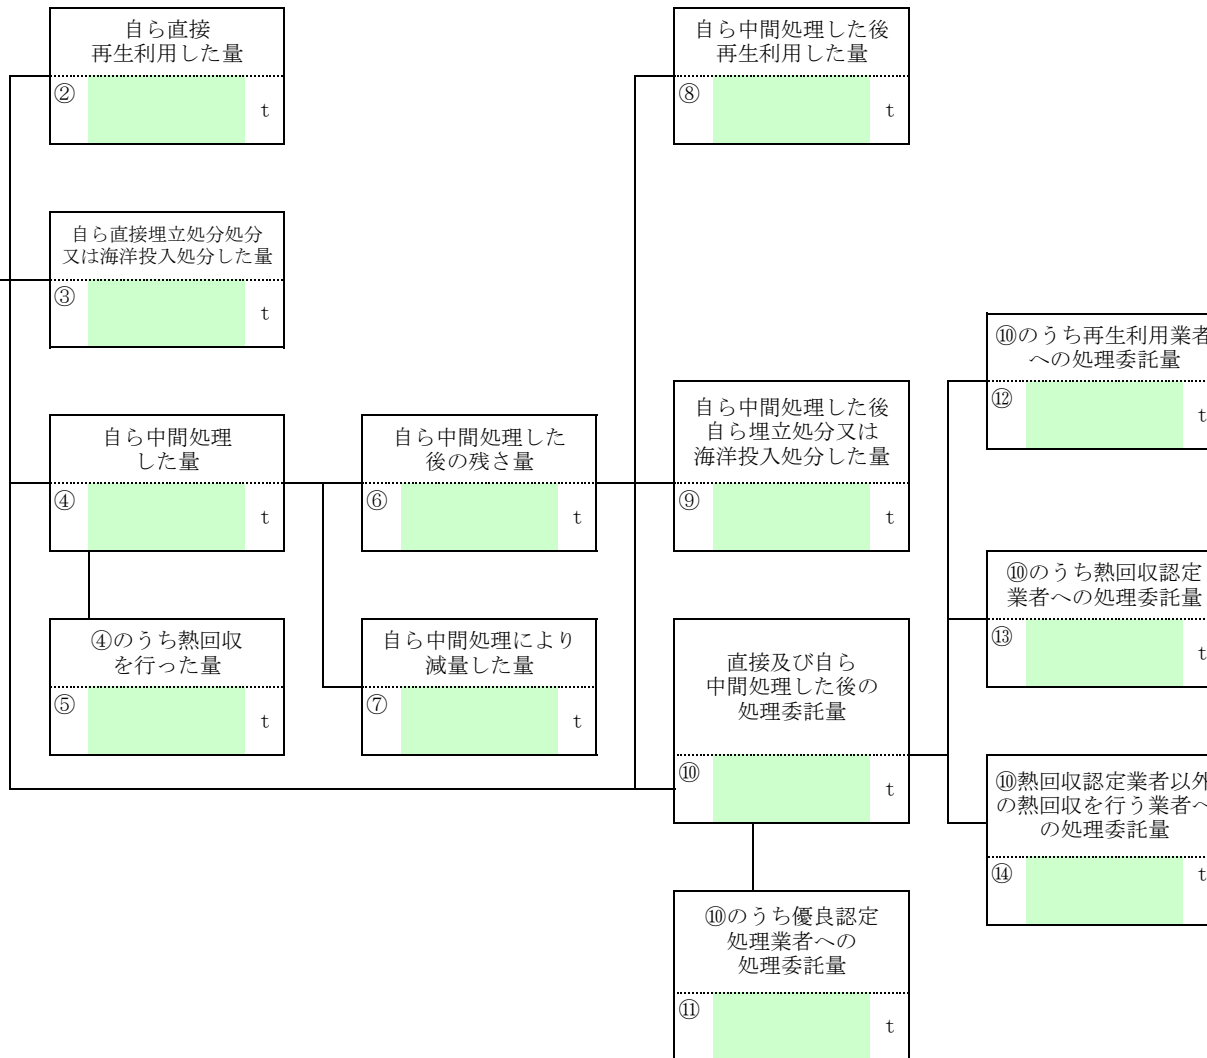 自ら直接
再生利用した量
②
t
自ら中間処理した後
再生利用した量
⑧
t
自ら直接埋立処分処分
又は海洋投入処分した量
③
t
⑩のうち再生利用業者
への処理委託量
⑫
t
自ら中間処理
した量
④
t
自ら中間処理した
後の残さ量
⑥
t
自ら中間処理した後
自ら埋立処分又は
海洋投入処分した量
⑨
t
⑩のうち熱回収認定
業者への処理委託量
⑬
t
④のうち熱回収
を行った量
⑤
t
自ら中間処理により
減量した量
⑦
t
直接及び自ら
中間処理した後の
処理委託量
⑩
t
⑩熱回収認定業者以外
の熱回収を行う業者へ
の処理委託量
⑭
t
⑩のうち優良認定
処理業者への
処理委託量
⑪
t